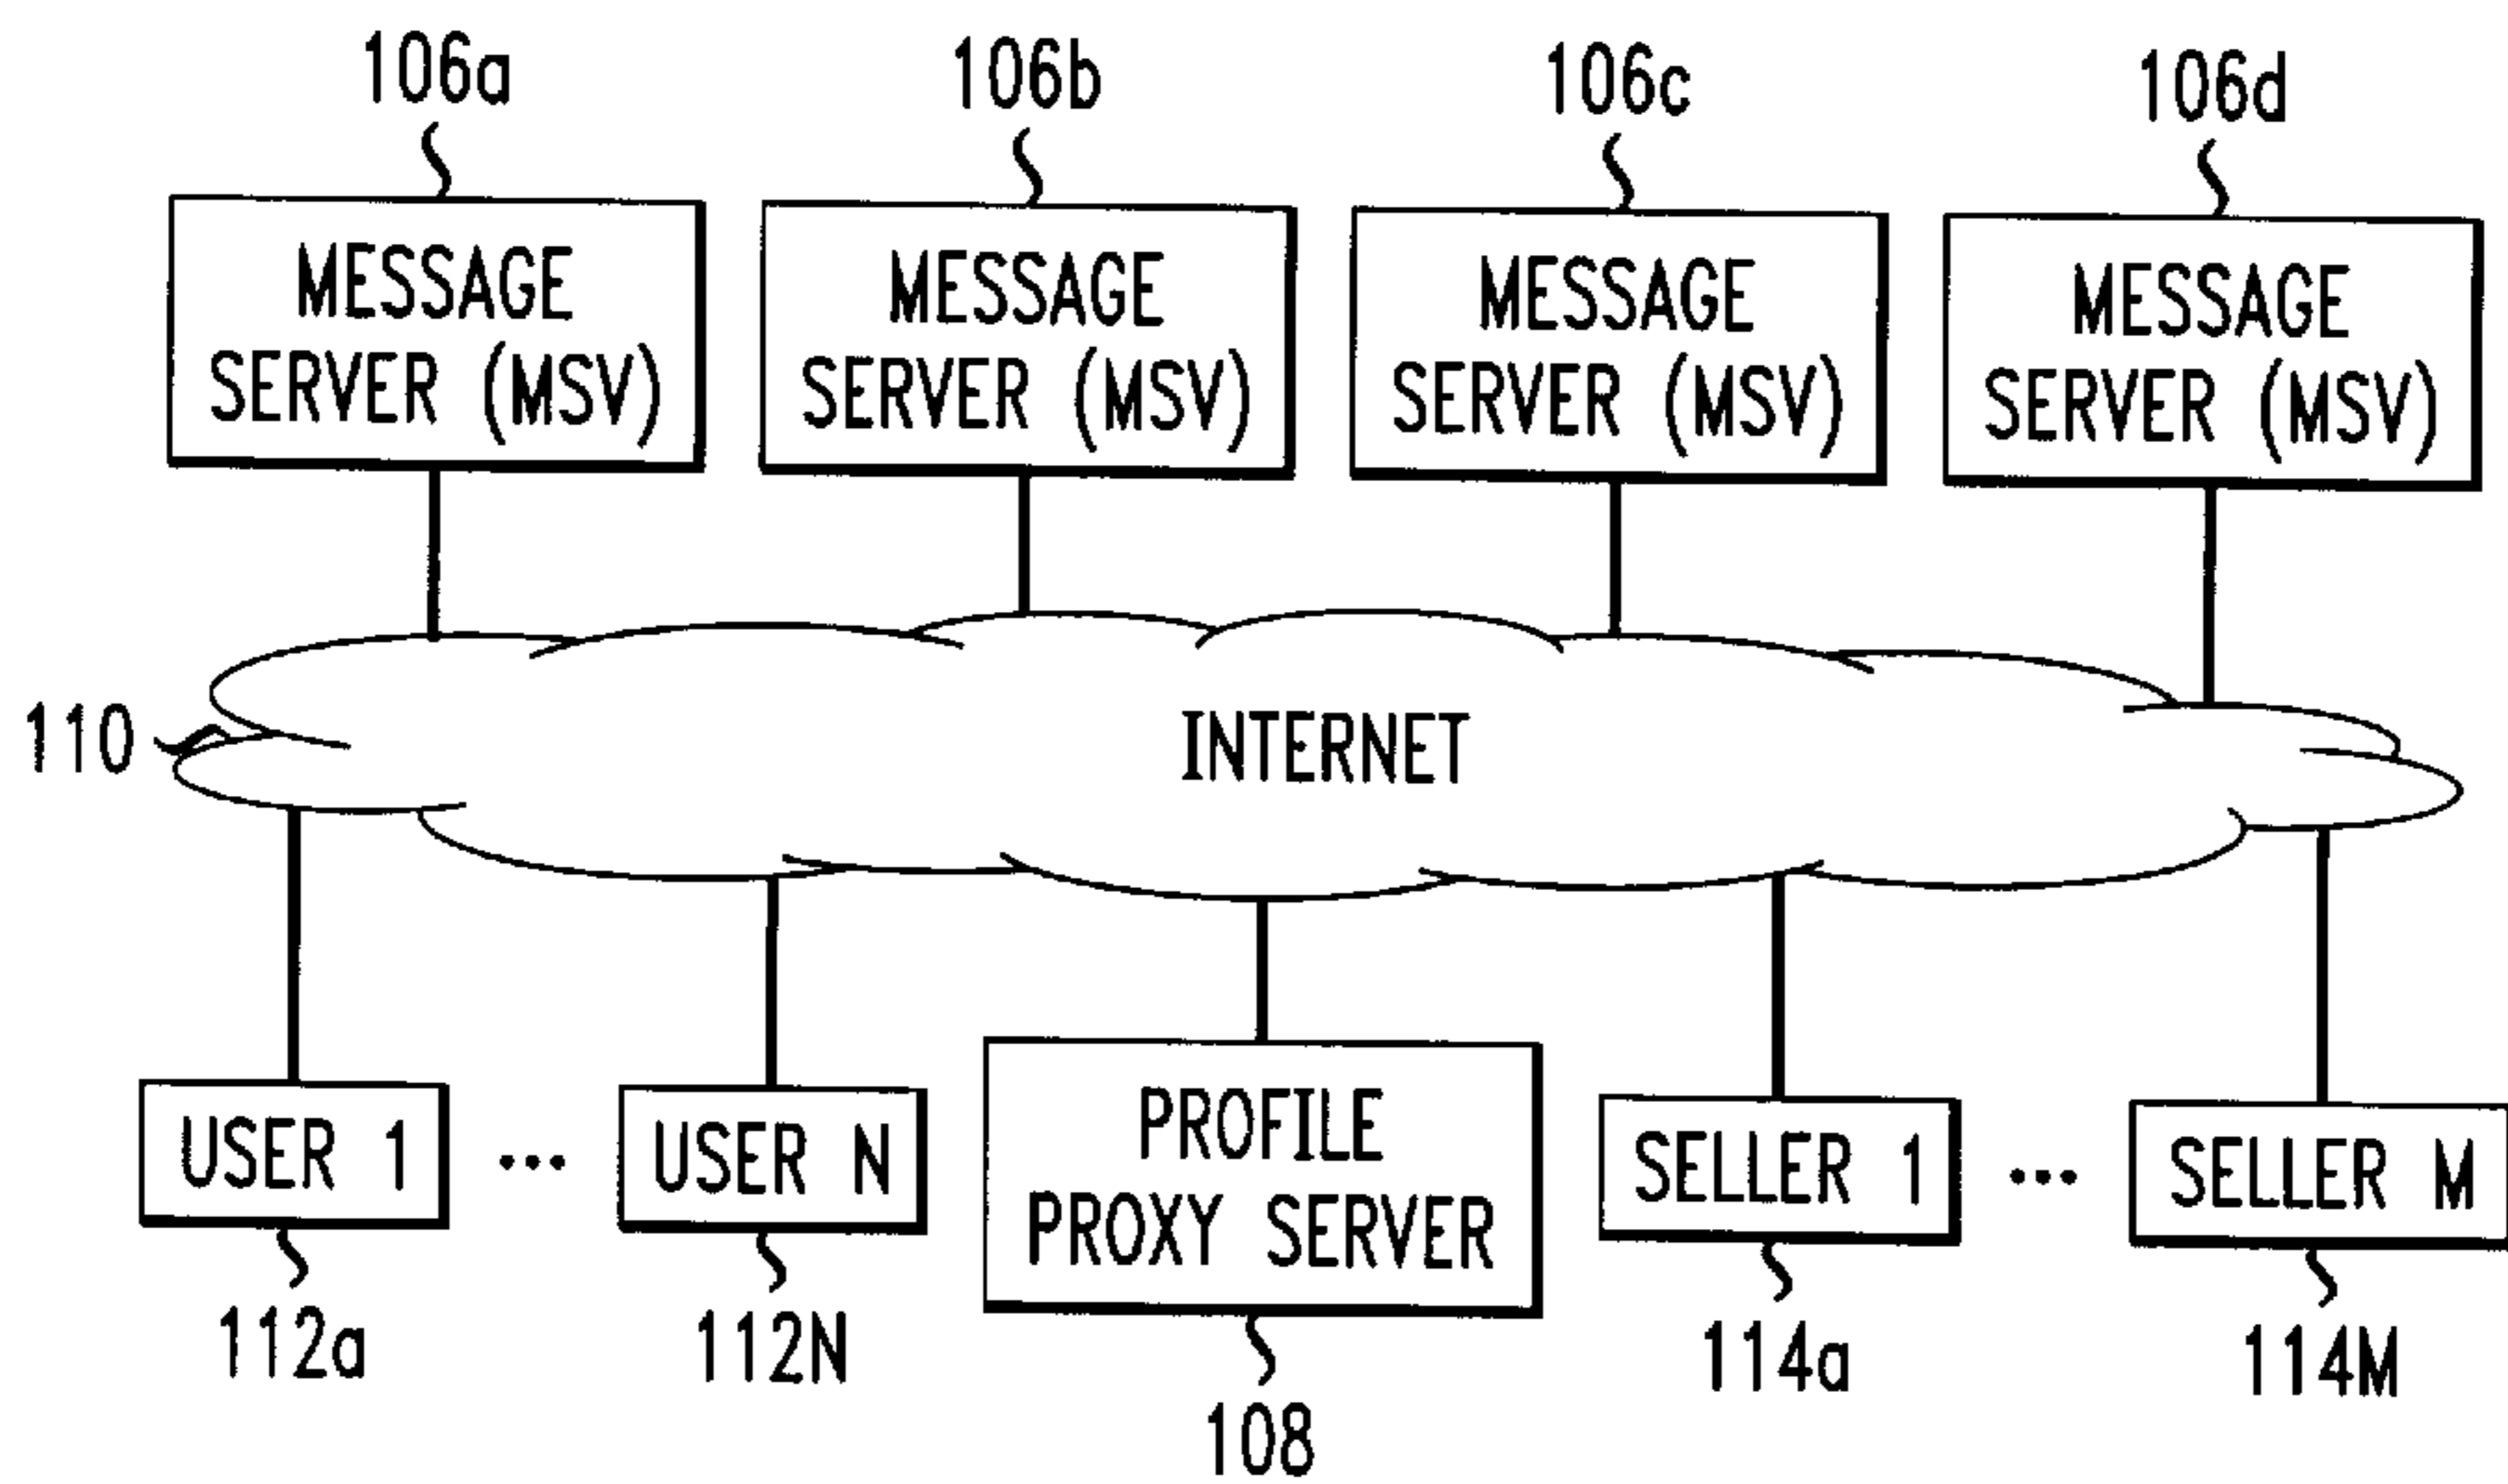 106a 106b 106c 106d
MESSAGE MESSAGE MESSAGE MESSAGE
SERVER (MSV) SERVER (MSV) SERVER (MSV) SERVER (MSV)
110 INTERNET
USER 1 ... USER N PROFILE SELLER 1 ... SELLER M
PROXY SERVER
112a 112N 114a 114M
108